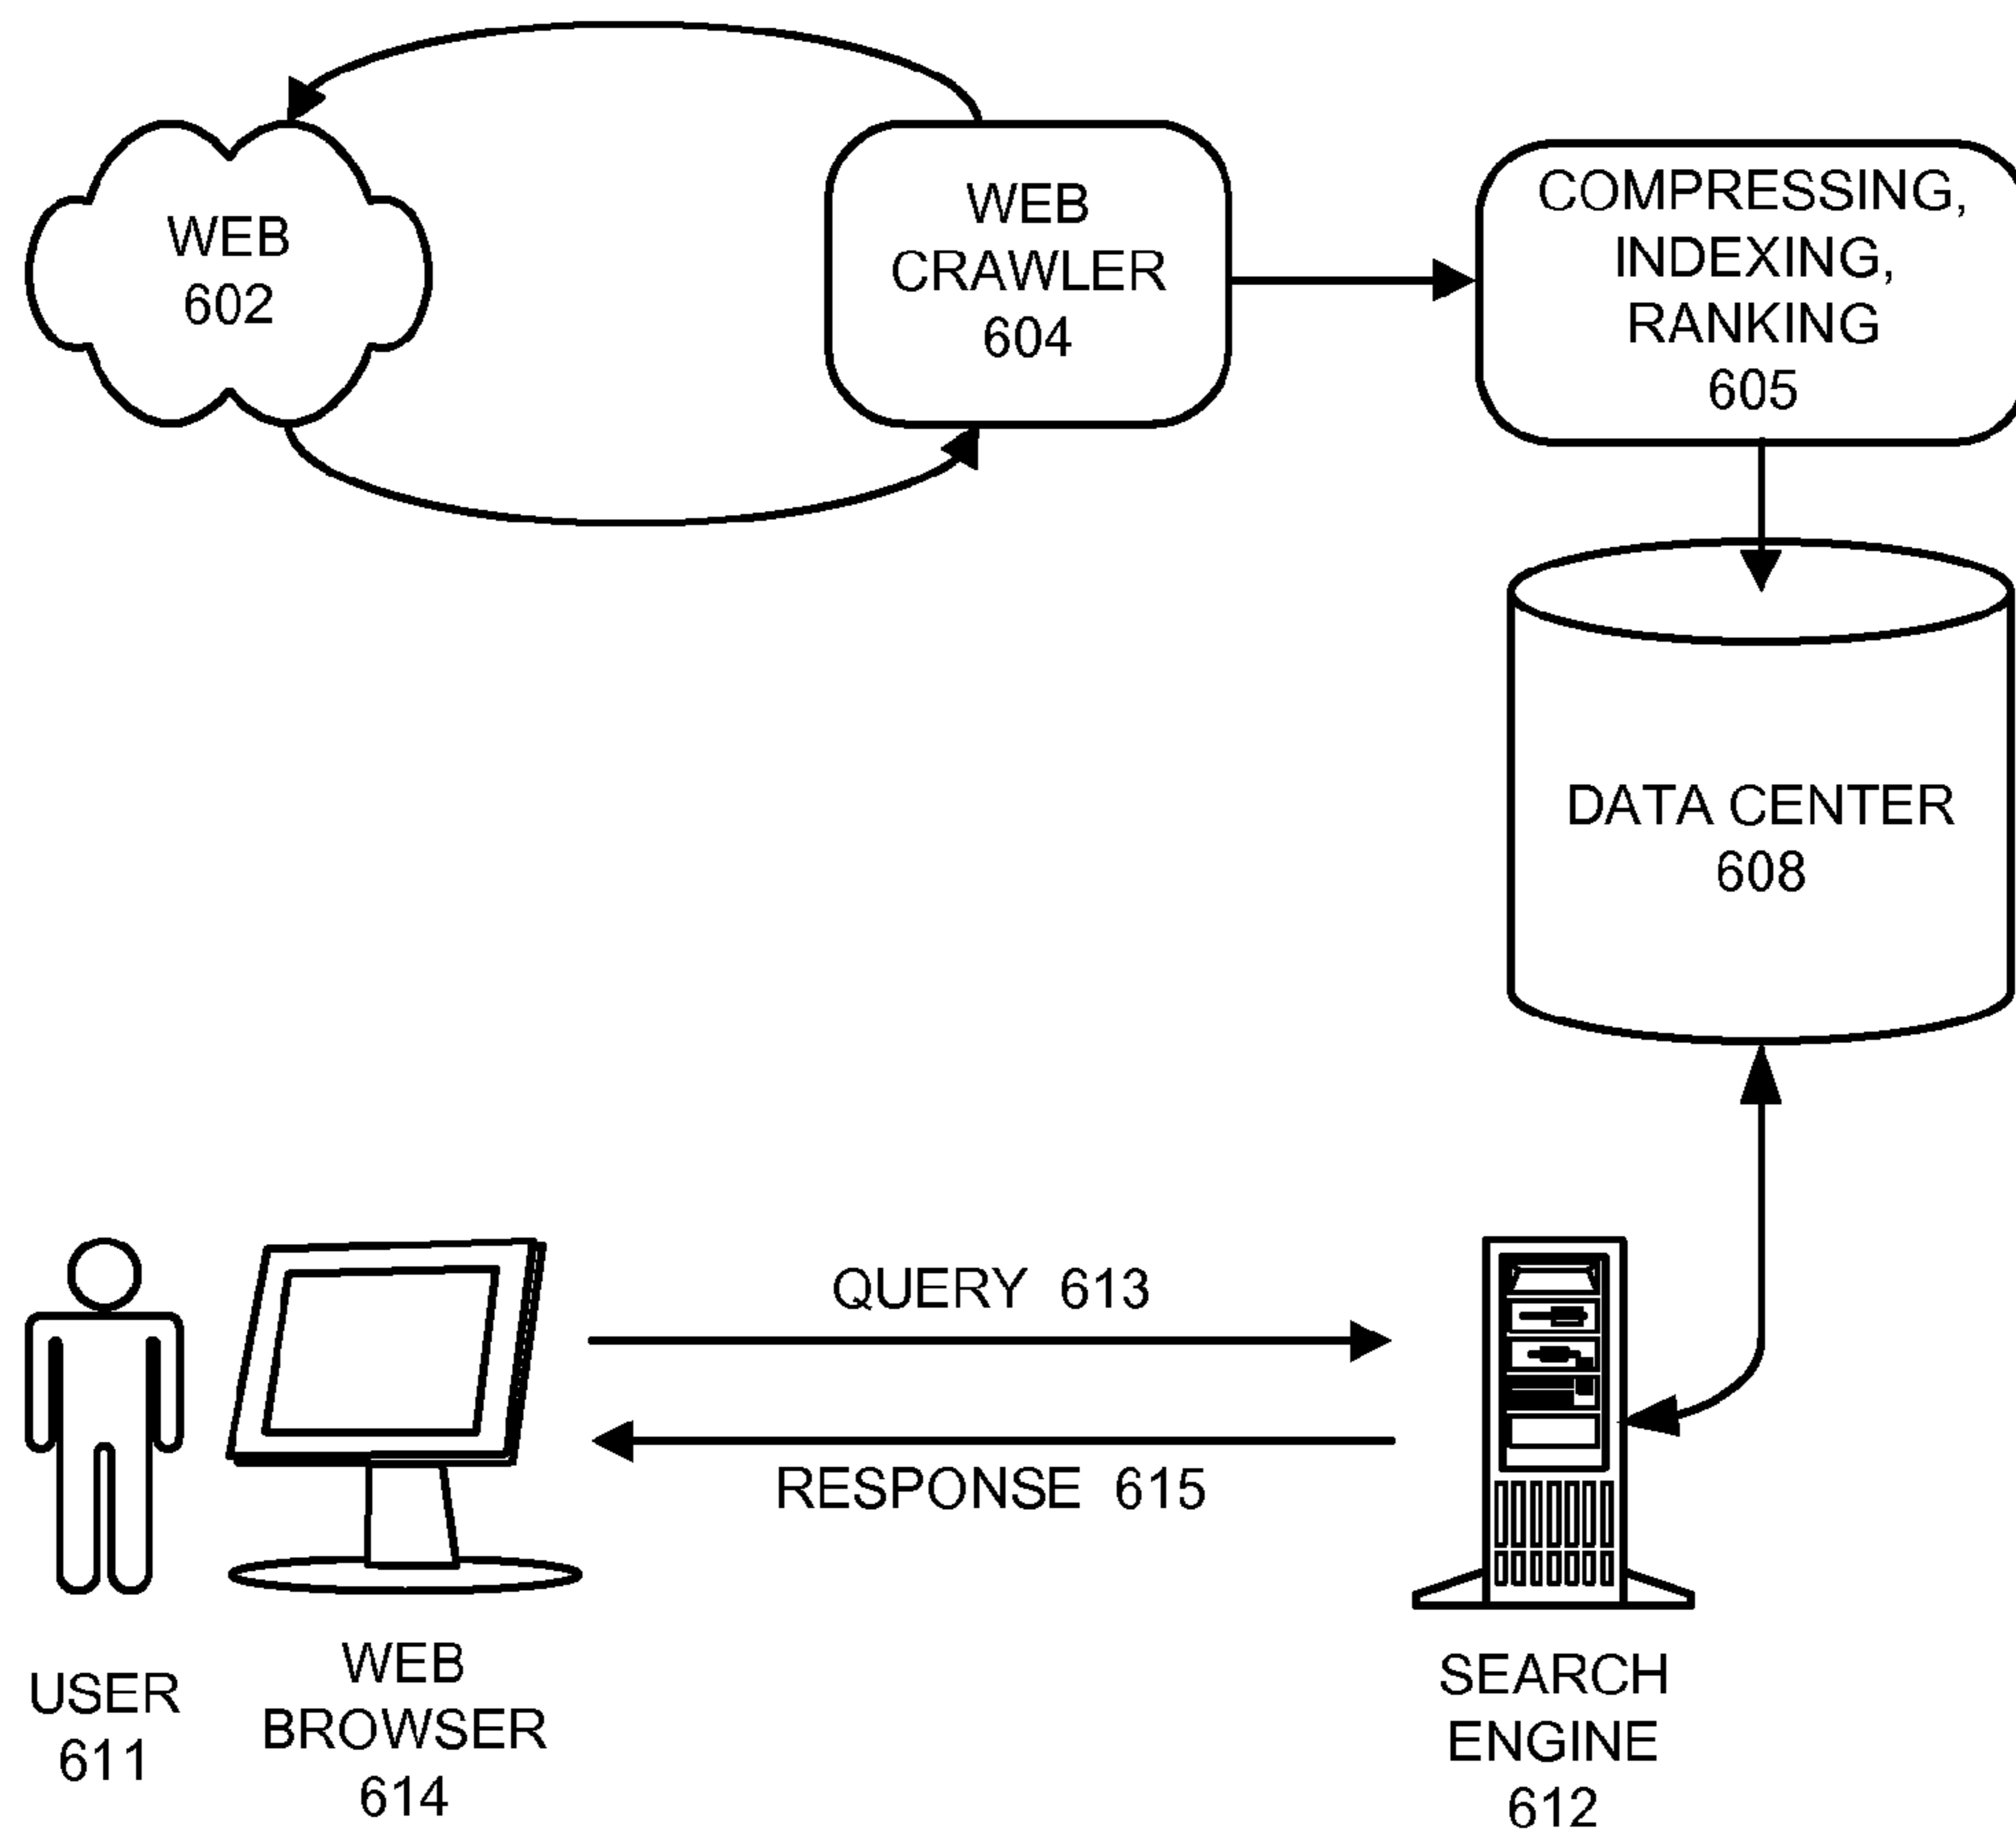 WEB
602
WEB
CRAWLER
604
COMPRESSING,
INDEXING,
RANKING
605
DATA CENTER
608
QUERY 613
RESPONSE 615
USER
611
WEB
BROWSER
614
SEARCH
ENGINE
612